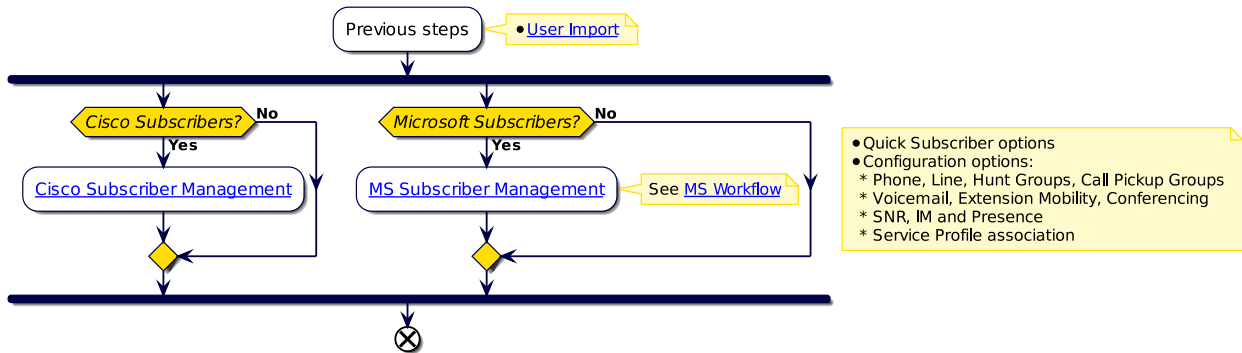 Previous steps
• User Import
Cisco Subscribers?
No
Yes
Cisco Subscriber Management
Microsoft Subscribers?
No
Yes
MS Subscriber Management
See MS Workflow
• Quick Subscriber options
• Configuration options:
* Phone, Line, Hunt Groups, Call Pickup Groups
* Voicemail, Extension Mobility, Conferencing
* SNR, IM and Presence
* Service Profile association